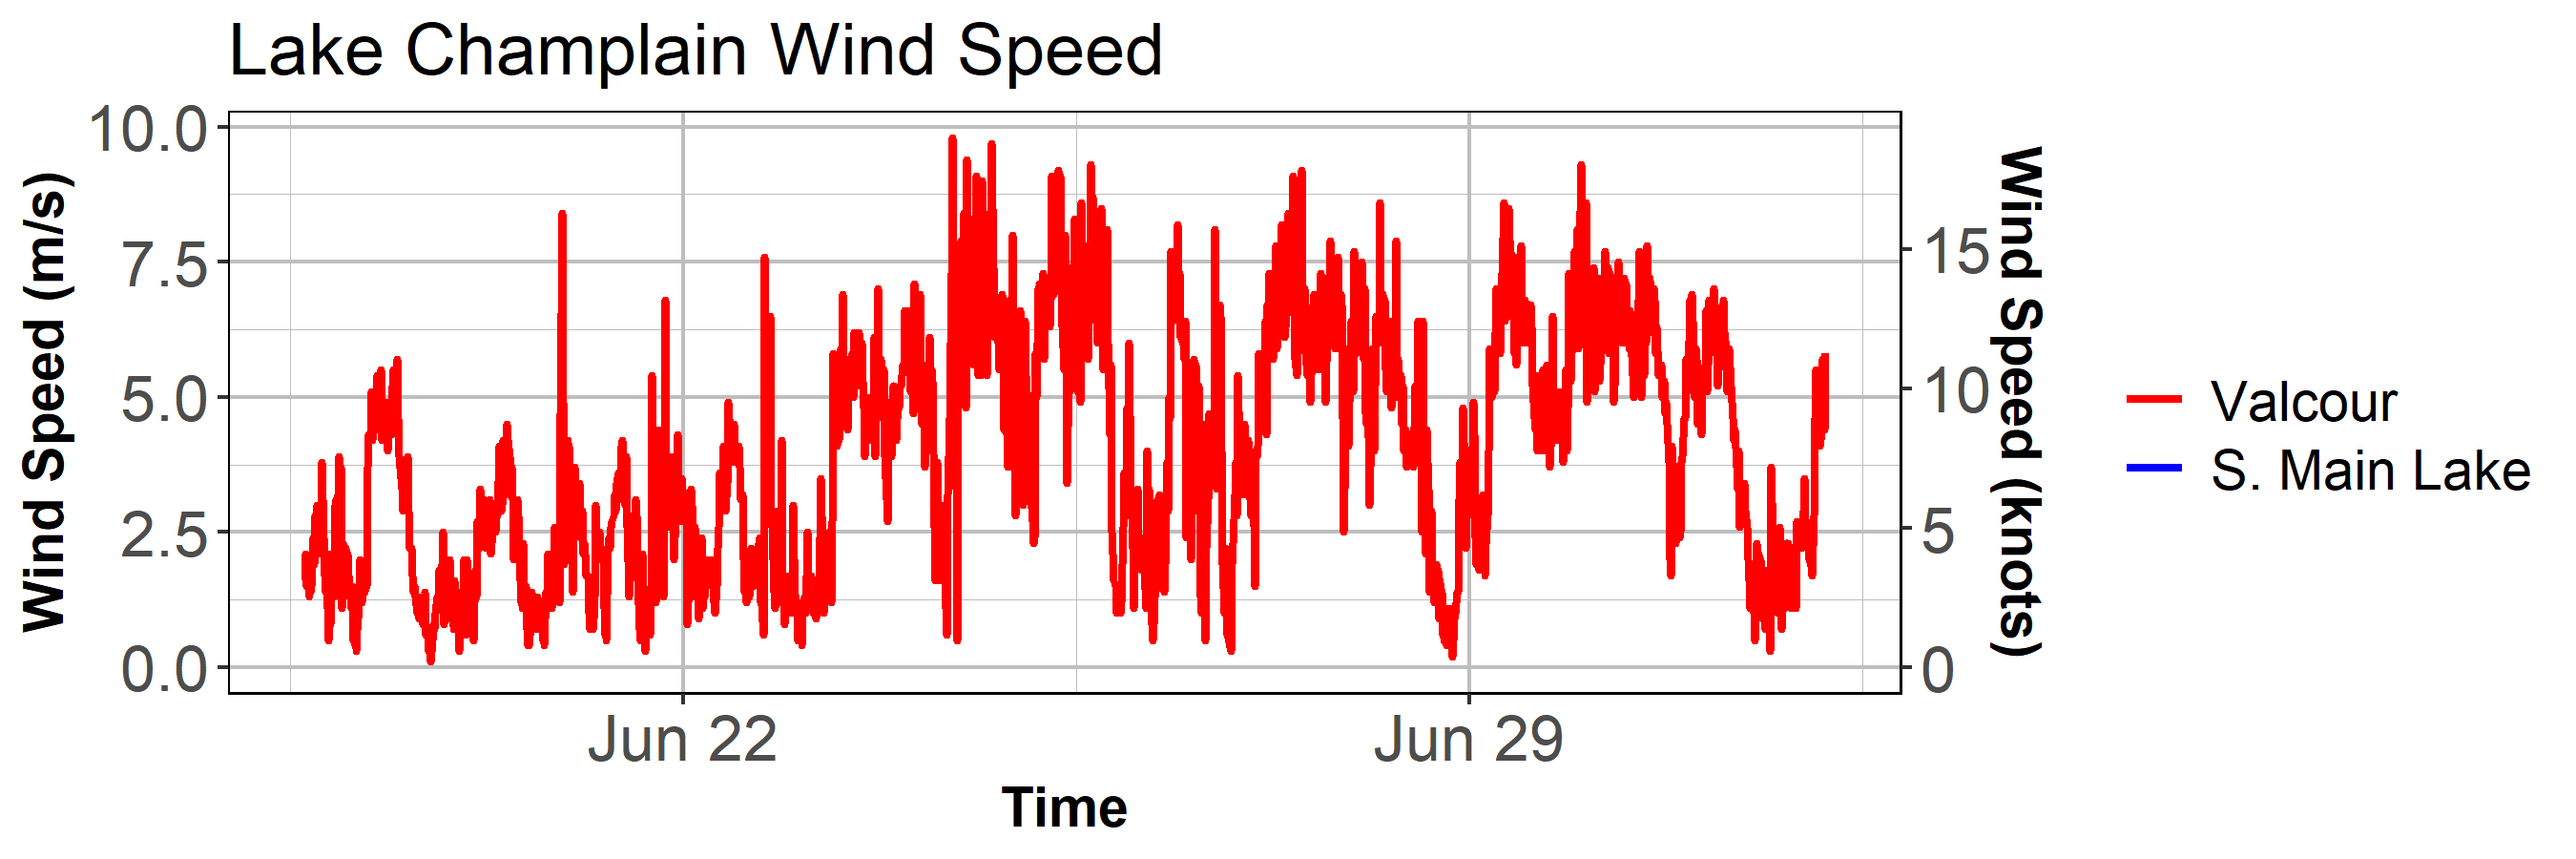 Lake Champlain Wind Speed
Wind Speed (m/s)
10.0
7.5
5.0
2.5
0.0
Wind Speed (knots)
15
10
5
0
Jun 22
Jun 29
Time
Valcour
S. Main Lake